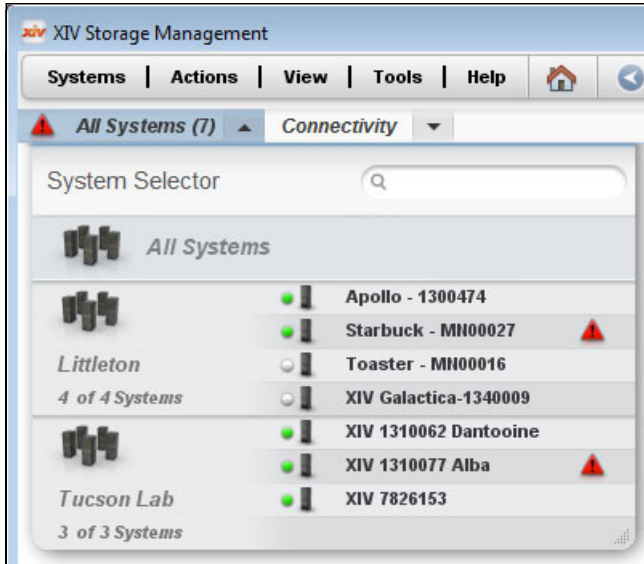 xiv XIV Storage Management
Systems | Actions | View | Tools | Help
All Systems (7) Connectivity
System Selector
All Systems
Apollo - 1300474
Starbuck - MN00027
Littleton
Toaster - MN00016
4 of 4 Systems
XIV Galactica-1340009
XIV 1310062 Dantooine
XIV 1310077 Alba
Tucson Lab
XIV 7826153
3 of 3 Systems